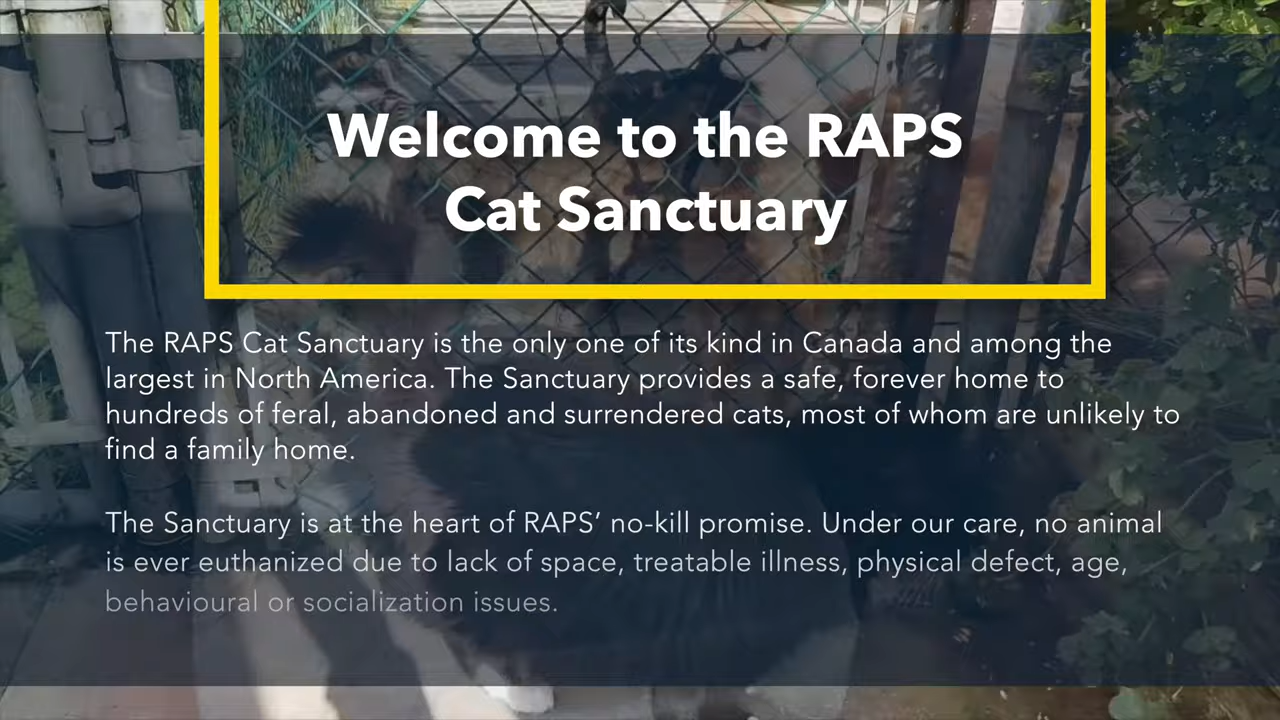 Welcome to the RAPS
Cat Sanctuary
The RAPS Cat Sanctuary is the only one of its kind in Canada and among the
largest in North America. The Sanctuary provides a safe, forever home to
hundreds of feral, abandoned and surrendered cats, most of whom are unlikely to
find a family home.
The Sanctuary is at the heart of RAPS’ no-kill promise. Under our care, no animal
is ever euthanized due to lack of space, treatable illness, physical defect, age,
behavioural or socialization issues.